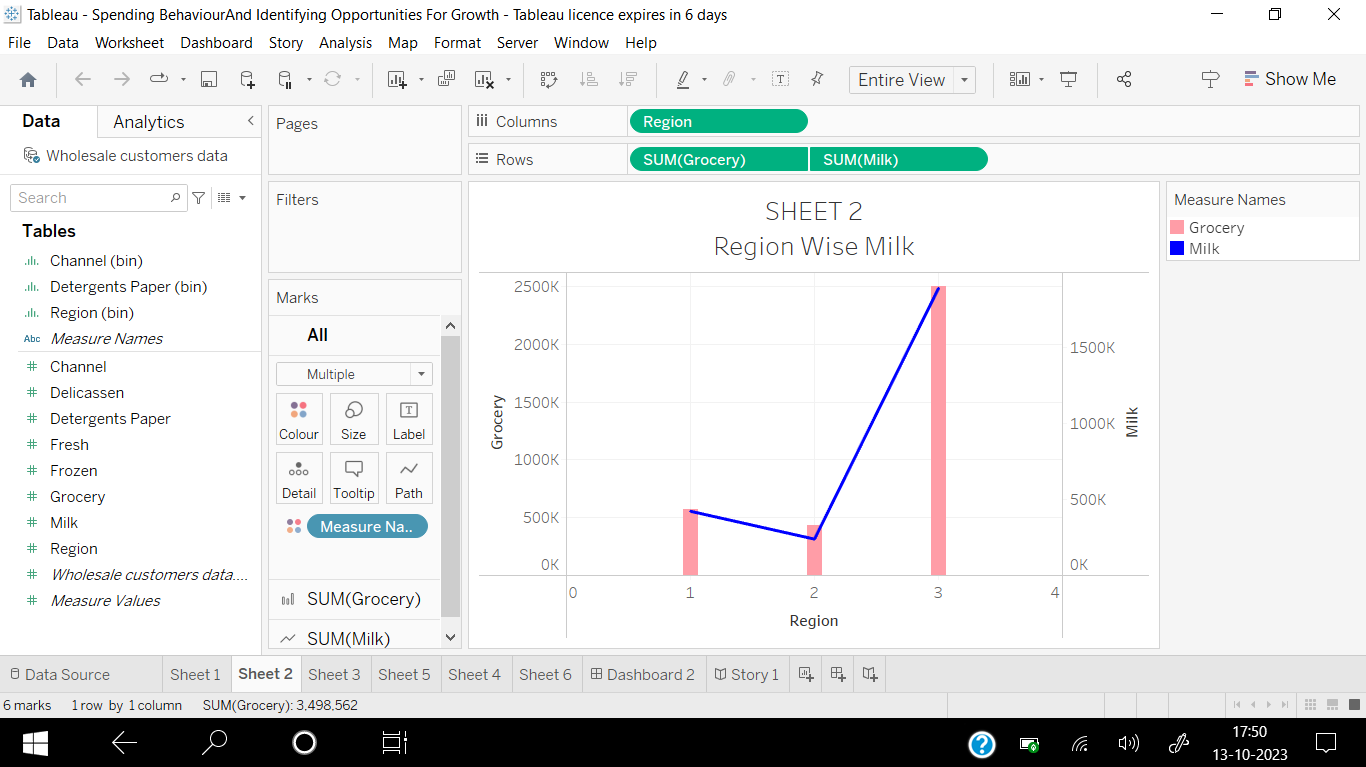 Tableau - Spending BehaviourAnd Identifying Opportunities For Growth - Tableau licence expires in 6 days
File Data Worksheet Dashboard Story Analysis Map Format Server Window Help
Entire View
Show Me
Data Analytics
Wholesale customers data
Search
Tables
Channel (bin)
Detergents Paper (bin)
Region (bin)
Abc Measure Names
Channel
Delicassen
Detergents Paper
Fresh
Frozen
Grocery
Milk
Region
Wholesale customers data....
Measure Values
Pages
Filters
Marks
All
Multiple
Colour Size Label
Detail Tooltip Path
Measure Na..
SUM(Grocery)
SUM(Milk)
Columns Region
Rows SUM(Grocery) SUM(Milk)
SHEET 2
Region Wise Milk
2500K
2000K
1500K
1000K
500K
0K
Grocery
1500K
1000K
500K
0K
Milk
0 1 2 3 4
Region
Measure Names
Grocery
Milk
Data Source Sheet 1 Sheet 2 Sheet 3 Sheet 5 Sheet 4 Sheet 6 Dashboard 2 Story 1
6 marks 1 row by 1 column SUM(Grocery): 3,498,562
17:50
13-10-2023